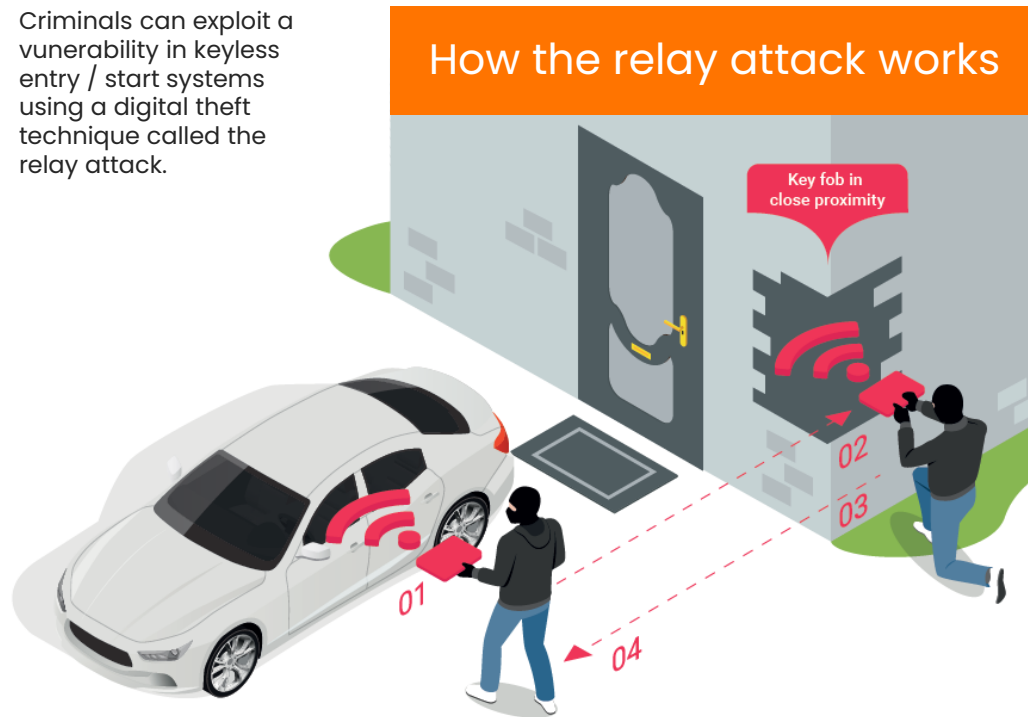 Criminals can exploit a
vunerability in keyless
entry / start systems
using a digital theft
technique called the
relay attack.
How the relay attack works
Key fob in
close proximity
01
02
03
04